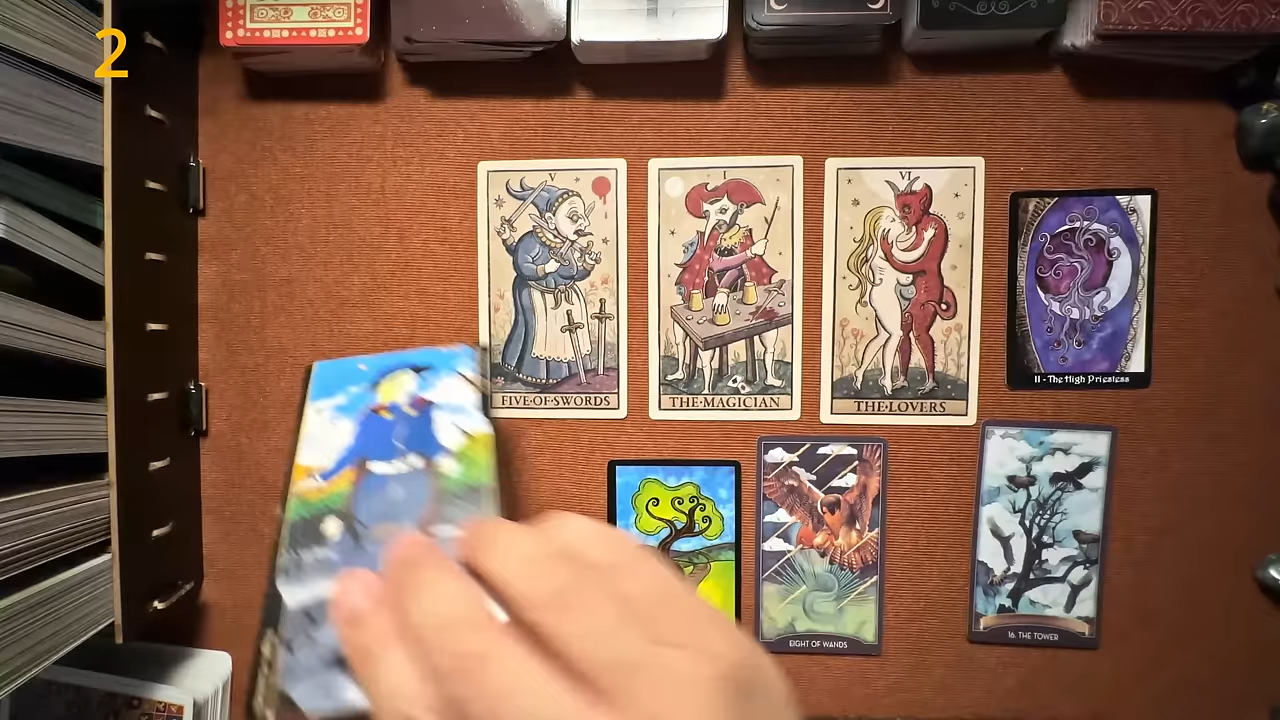 2
V
FIVE·OF·SWORDS
I
THE·MAGICIAN
VI
THE·LOVERS
II - The High Priestess
EIGHT OF WANDS
16. THE TOWER